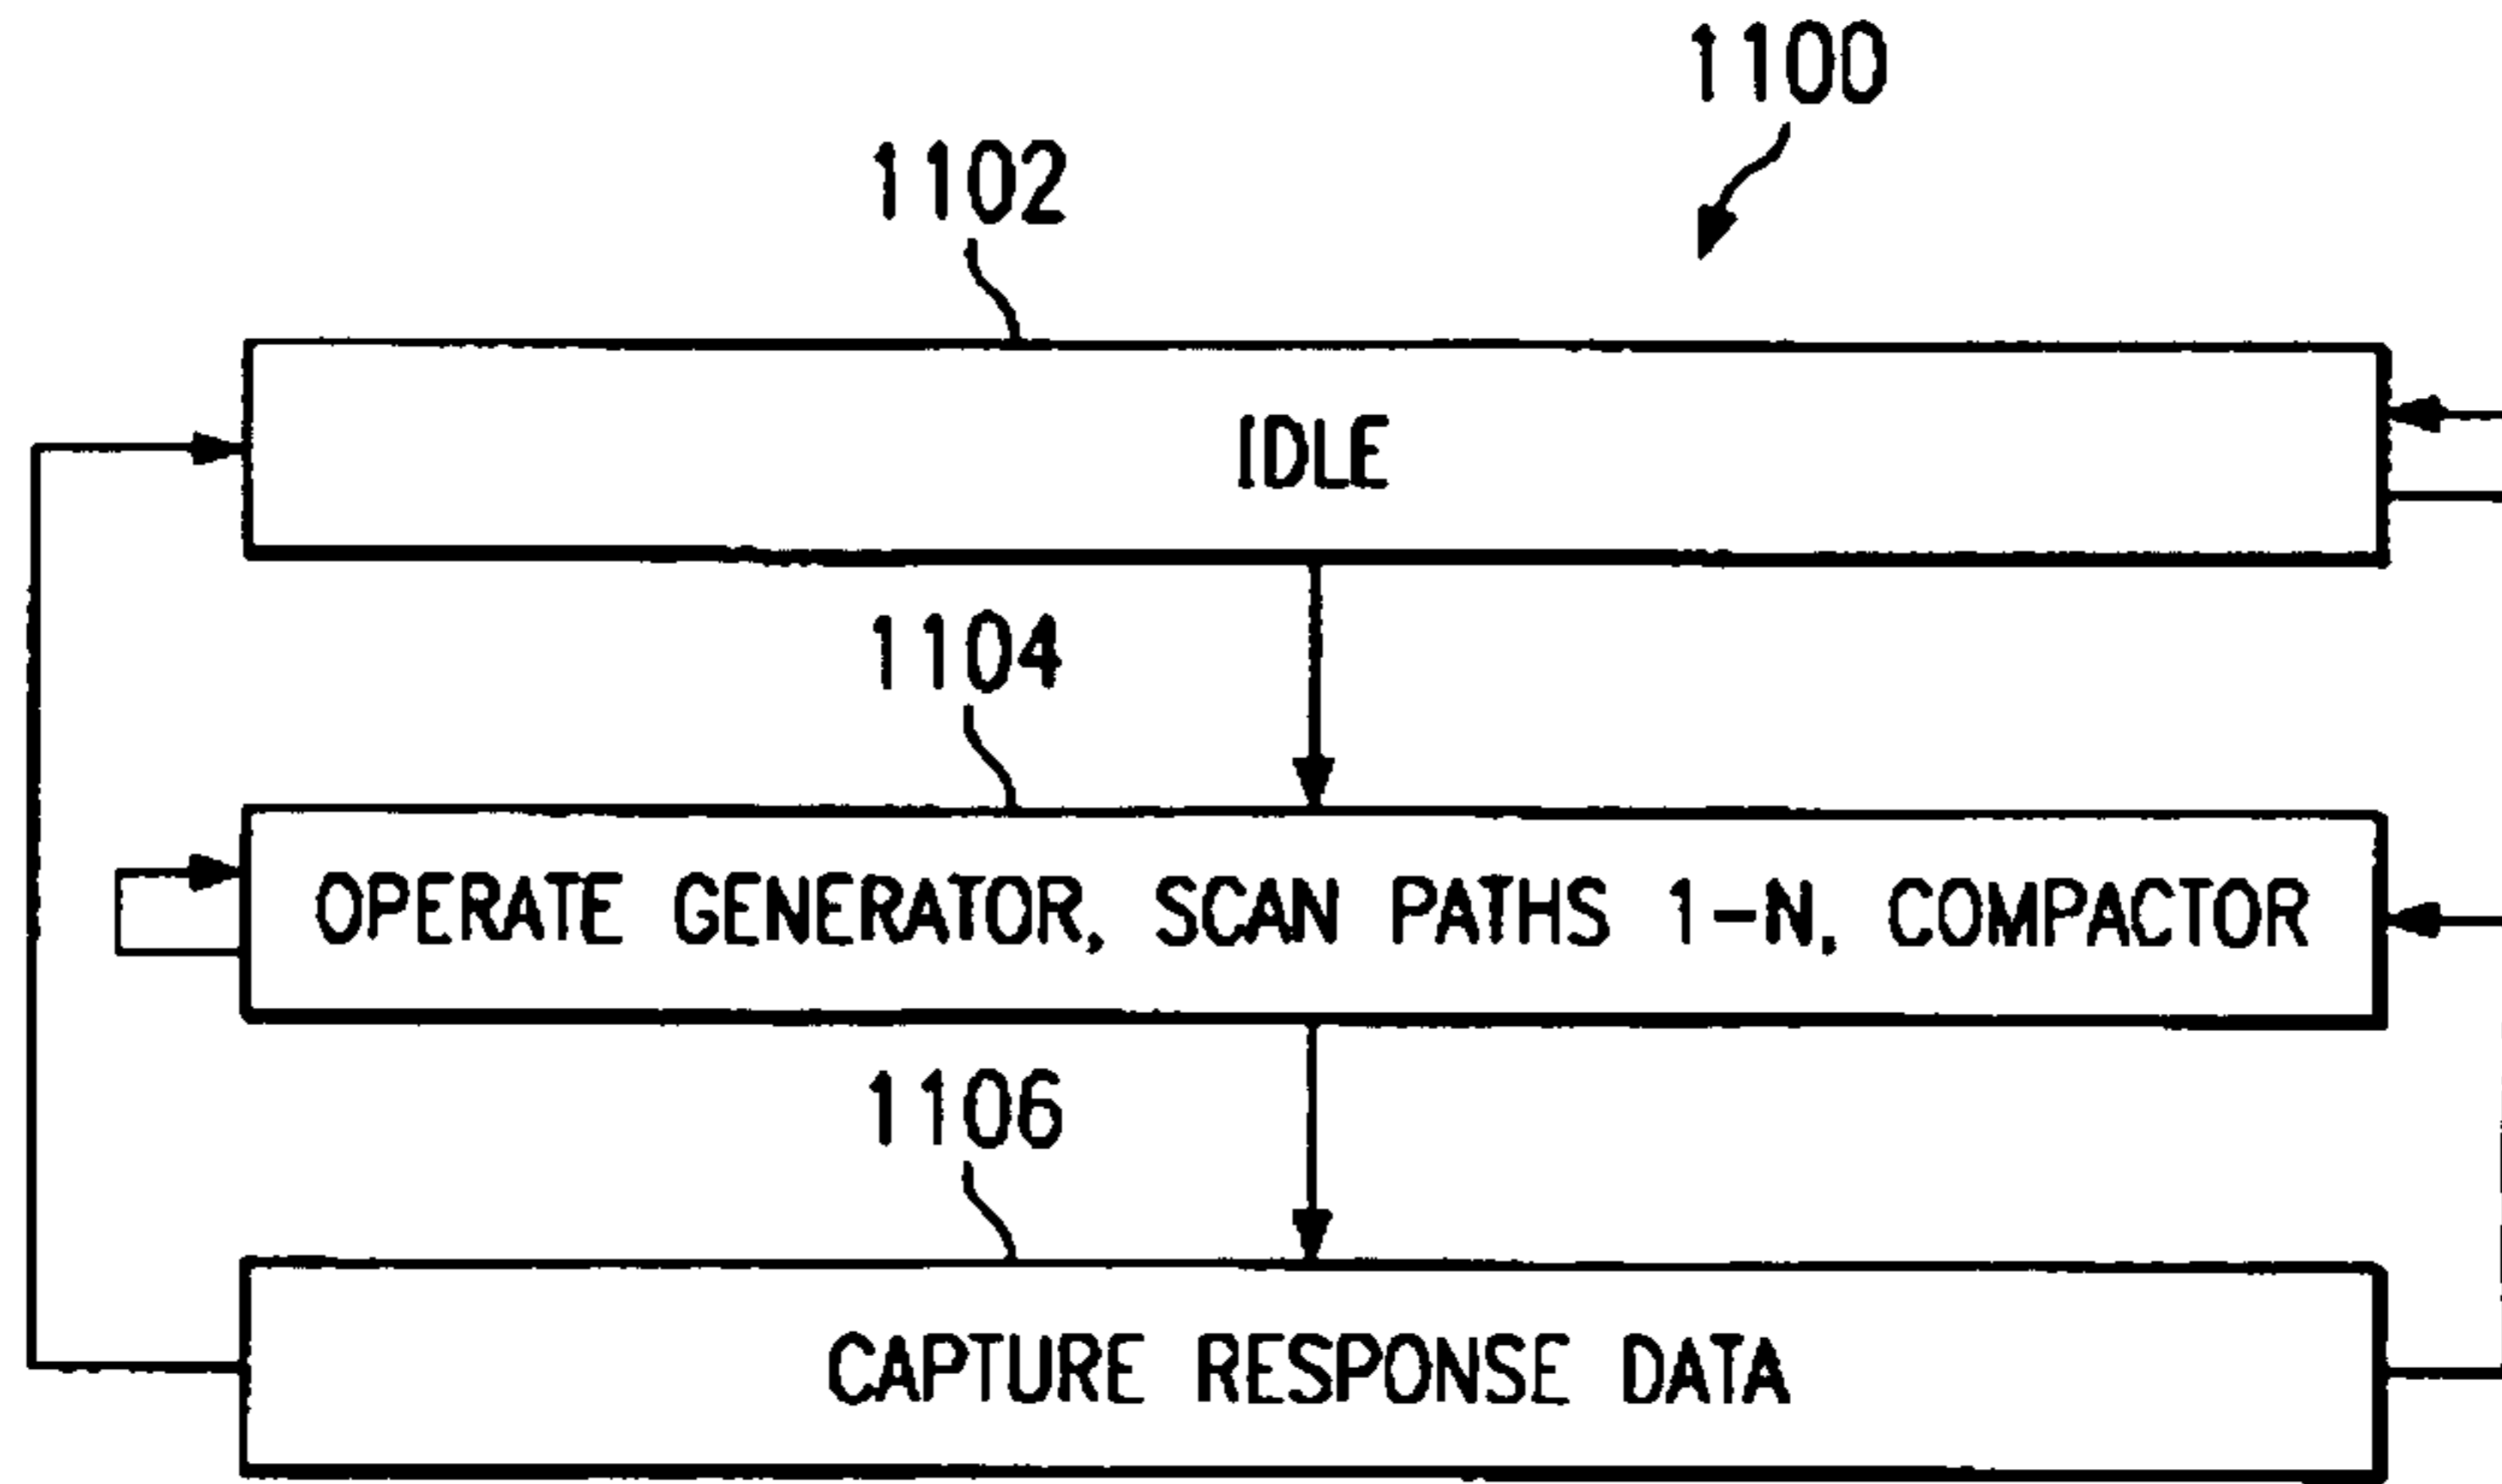 1100
1102
IDLE
1104
OPERATE GENERATOR, SCAN PATHS 1-N, COMPACTOR
1106
CAPTURE RESPONSE DATA